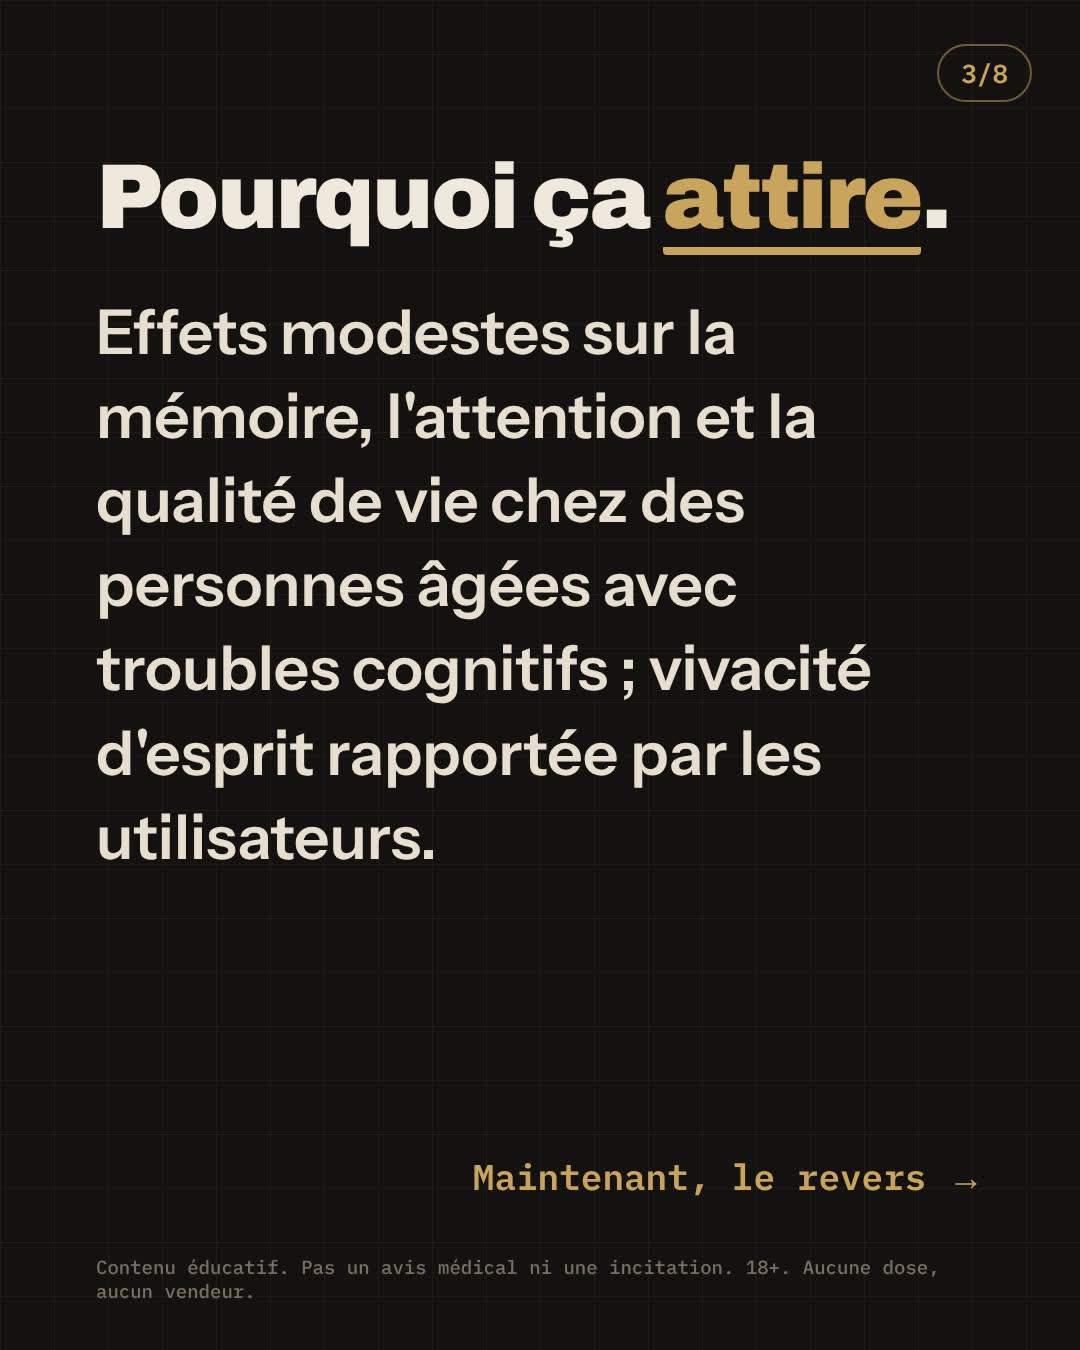 3/8
Pourquoi ça attire.
Effets modestes sur la
mémoire, l'attention et la
qualité de vie chez des
personnes âgées avec
troubles cognitifs ; vivacité
d'esprit rapportée par les
utilisateurs.
Maintenant, le revers →
Contenu éducatif. Pas un avis médical ni une incitation. 18+. Aucune dose,
aucun vendeur.